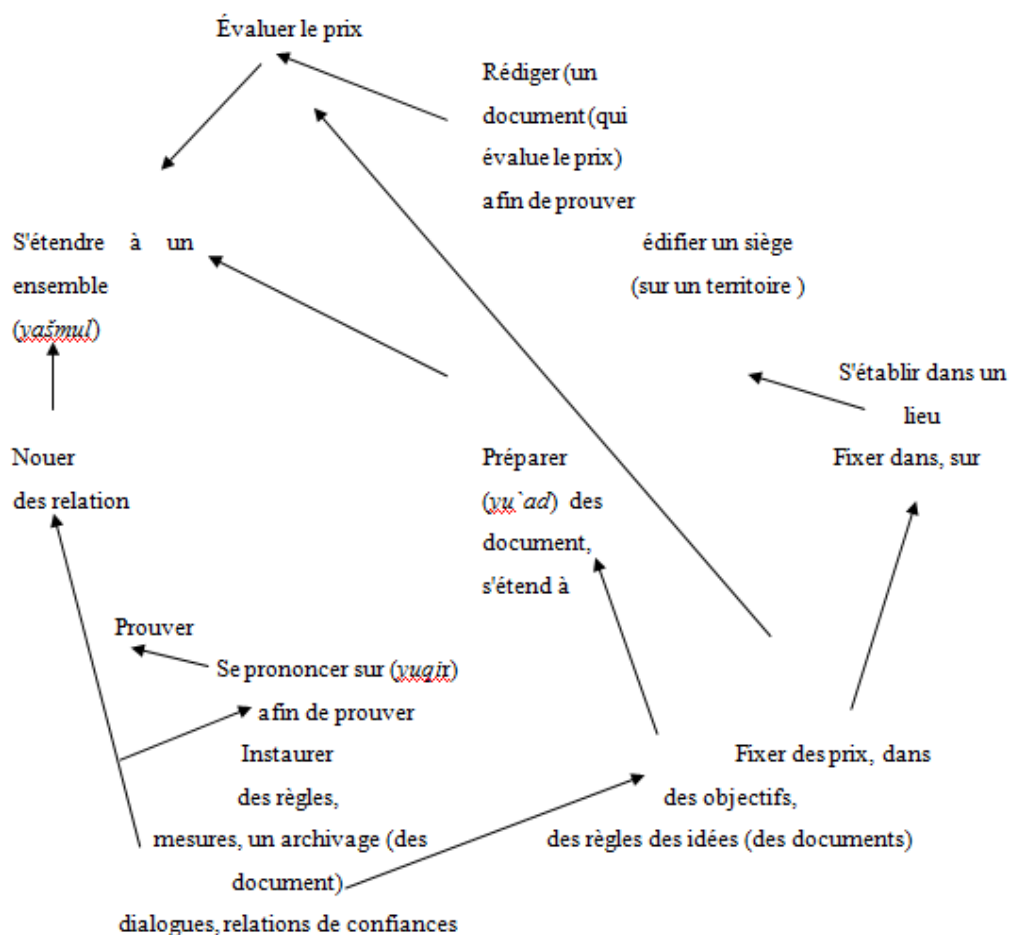 Évaluer le prix
Rédiger (un
document (qui
évalue le prix)
afin de prouver
S'étendre à un
ensemble
(yašmul)
édifier un siège
(sur un territoire )
S'établir dans un
lieu
Fixer dans, sur
Nouer
des relation
Préparer
(yu`ad) des
document,
s'étend à
Prouver
Se prononcer sur (yuqir)
afin de prouver
Instaurer
des règles,
mesures, un archivage (des
document)
dialogues, relations de confiances
Fixer des prix, dans
des objectifs,
des règles des idées (des documents)